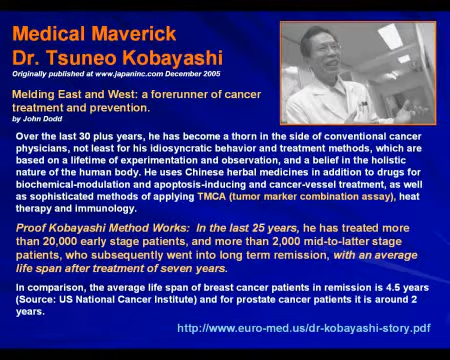 Medical Maverick
Dr. Tsuneo Kobayashi
Originally published at www.japaninc.com December 2005
Melding East and West: a forerunner of cancer
treatment and prevention.
by John Dodd
Over the last 30 plus years, he has become a thorn in the side of conventional cancer
physicians, not least for his idiosyncratic behavior and treatment methods, which are
based on a lifetime of experimentation and observation, and a belief in the holistic
nature of the human body. He uses Chinese herbal medicines in addition to drugs for
biochemical-modulation and apoptosis-inducing and cancer-vessel treatment, as well
as sophisticated methods of applying TMCA (tumor marker combination assay), heat
therapy and immunology.
Proof Kobayashi Method Works: In the last 25 years, he has treated more
than 20,000 early stage patients, and more than 2,000 mid-to-latter stage
patients, who subsequently went into long term remission, with an average
life span after treatment of seven years.
In comparison, the average life span of breast cancer patients in remission is 4.5 years
(Source: US National Cancer Institute) and for prostate cancer patients it is around 2
years.
http://www.euro-med.us/dr-kobayashi-story.pdf